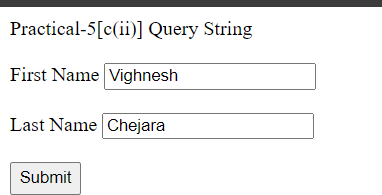 Practical-5[c(ii)] Query String
First Name Vighnesh
Last Name Chejara
Submit